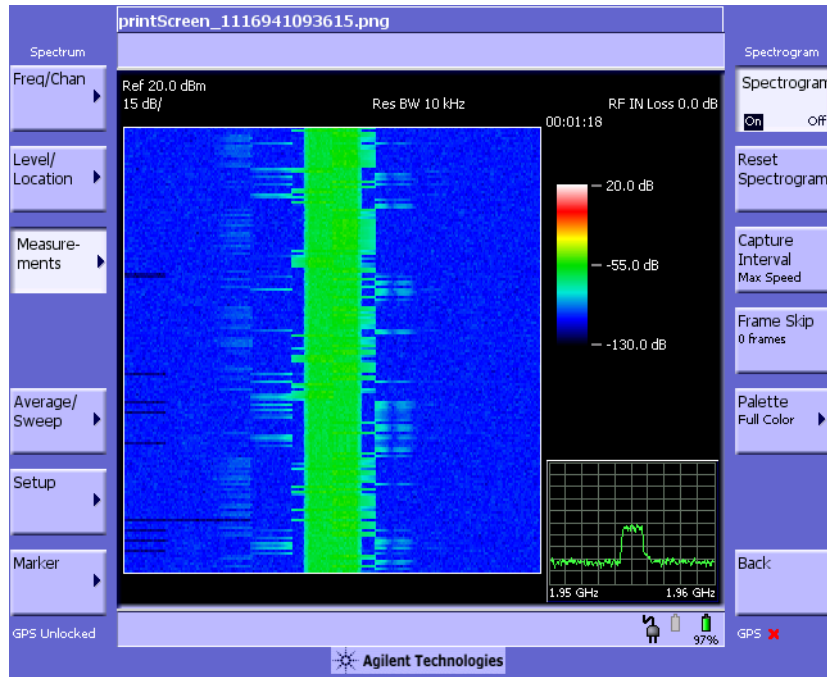 printScreen_1116941093615.png
Spectrum
Freq/Chan
Level/
Location
Measure-
ments
Average/
Sweep
Setup
Marker
GPS Unlocked
Ref 20.0 dBm
15 dB/
Res BW 10 kHz
RF IN Loss 0.0 dB
00:01:18
20.0 dB
-55.0 dB
-130.0 dB
1.95 GHz
1.96 GHz
97%
Agilent Technologies
Spectrogram
Spectrogram
On
Off
Reset
Spectrogram
Capture
Interval
Max Speed
Frame Skip
0 frames
Palette
Full Color
Back
GPS